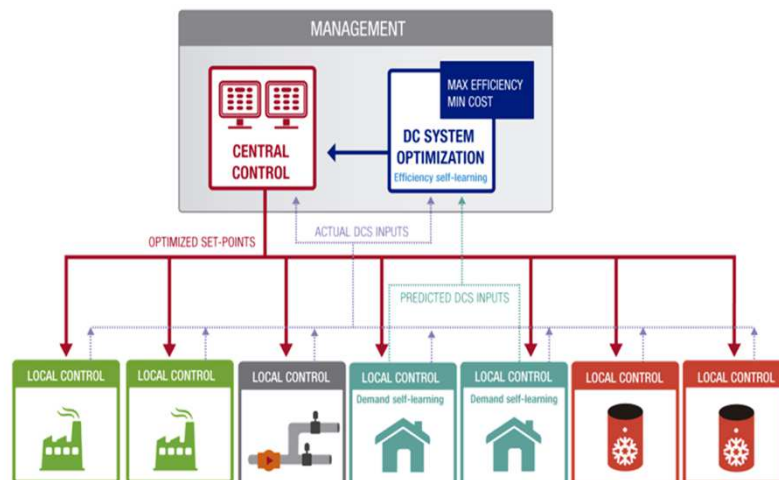 MANAGEMENT
MAX EFFICIENCY
MIN COST
CENTRAL
CONTROL
DC SYSTEM
OPTIMIZATION
Efficiency self-learning
ACTUAL DCS INPUTS
OPTIMIZED SET-POINTS
PREDICTED DCS INPUTS
LOCAL CONTROL
LOCAL CONTROL
LOCAL CONTROL
LOCAL CONTROL
Demand self-learning
LOCAL CONTROL
Demand self-learning
LOCAL CONTROL
LOCAL CONTROL